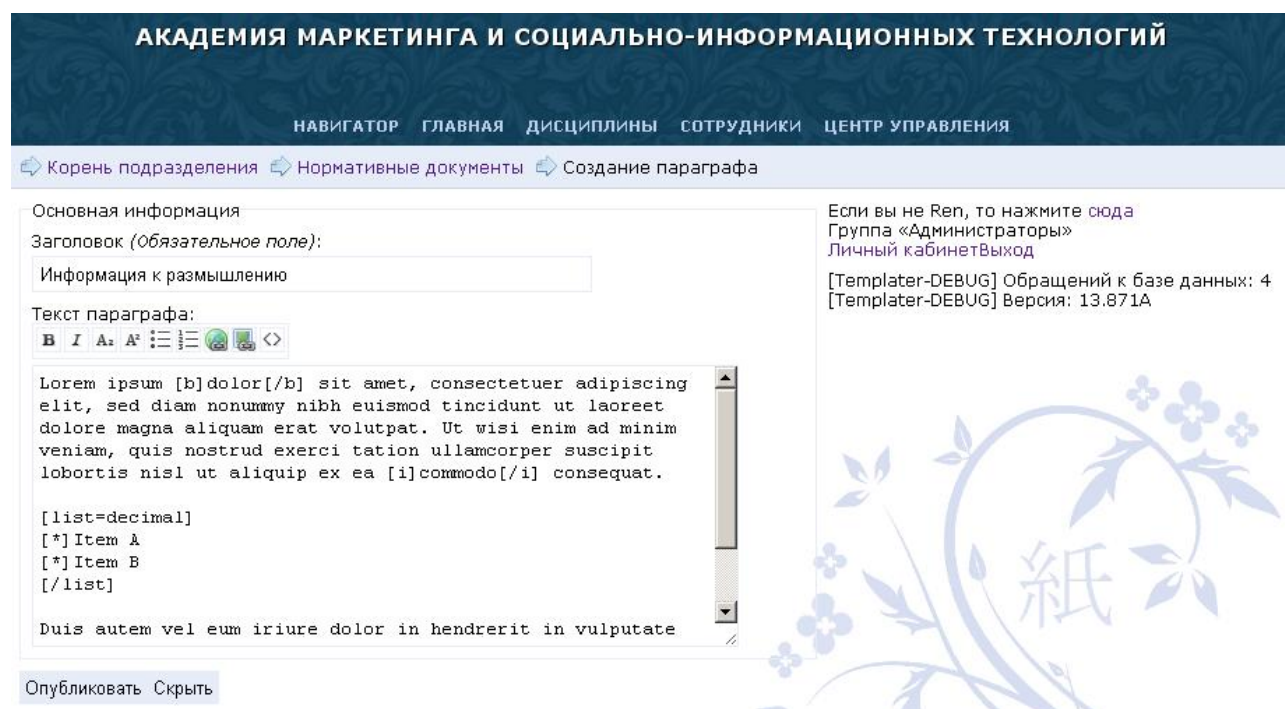 АКАДЕМИЯ МАРКЕТИНГА И СОЦИАЛЬНО-ИНФОРМАЦИОННЫХ ТЕХНОЛОГИЙ
НАВИГАТОР ГЛАВНАЯ ДИСЦИПЛИНЫ СОТРУДНИКИ ЦЕНТР УПРАВЛЕНИЯ
Корень подразделения Нормативные документы Создание параграфа
Основная информация
Заголовок (Обязательное поле):
Информация к размышлению
Текст параграфа:
B I A₂ A² <>
Lorem ipsum [b]dolor[/b] sit amet, consectetuer adipiscing
elit, sed diam nonummy nibh euismod tincidunt ut laoreet
dolore magna aliquam erat volutpat. Ut wisi enim ad minim
veniam, quis nostrud exerci tation ullamcorper suscipit
lobortis nisl ut aliquip ex ea [i]commodo[/i] consequat.
[list=decimal]
[*]Item A
[*]Item B
[/list]
Duis autem vel eum iriure dolor in hendrerit in vulputate
Опубликовать Скрыть
Если вы не Ren, то нажмите сюда
Группа «Администраторы»
Личный кабинетВыход
[Templater-DEBUG] Обращений к базе данных: 4
[Templater-DEBUG] Версия: 13.871A
紙